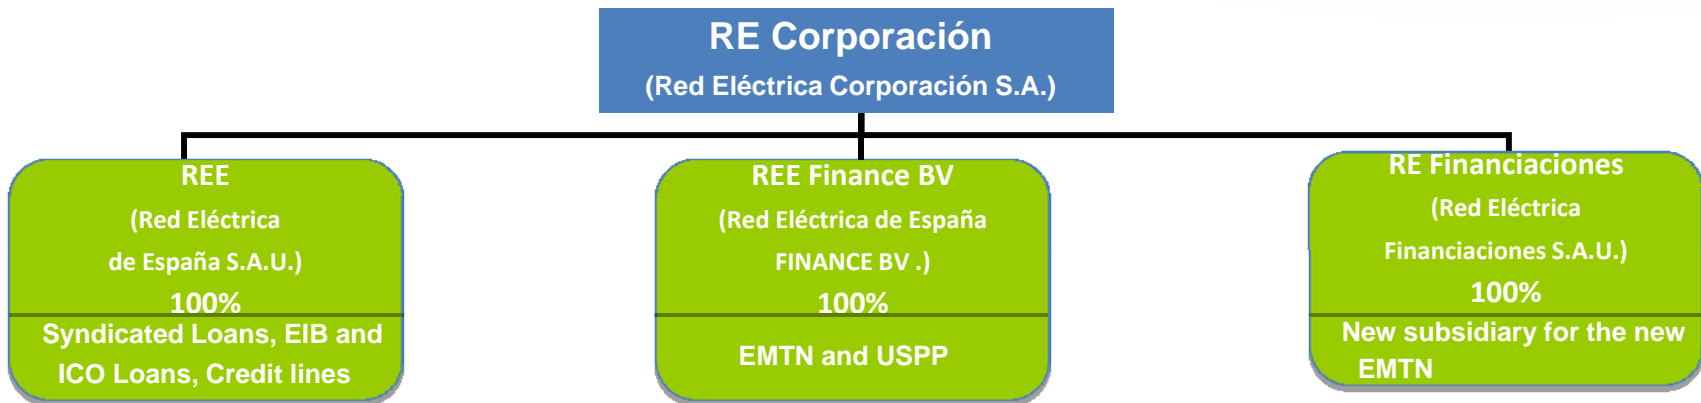 RE Corporación
(Red Eléctrica Corporación S.A.)
REE
(Red Eléctrica
de España S.A.U.)
100%
Syndicated Loans, EIB and
ICO Loans, Credit lines
REE Finance BV
(Red Eléctrica de España
FINANCE BV .)
100%
EMTN and USPP
RE Financiaciones
(Red Eléctrica
Financiaciones S.A.U.)
100%
New subsidiary for the new
EMTN